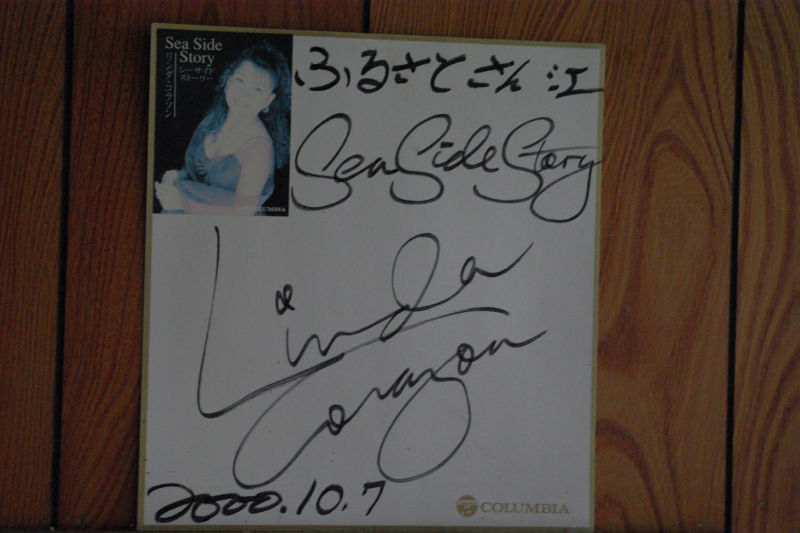 Sea Side
Story
リンダ・コラソン
シーサイド
ストーリー
COLUMBIA
ふるさとさん江
Sea Side Story
Linda
Corazon
2000.10.7
COLUMBIA